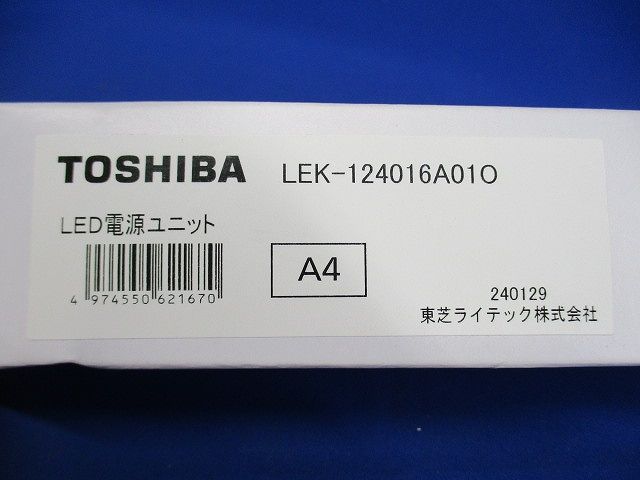 TOSHIBA LEK-124016A01O
LED電源ユニット
4 974550 621670
A4
240129
東芝ライテック株式会社